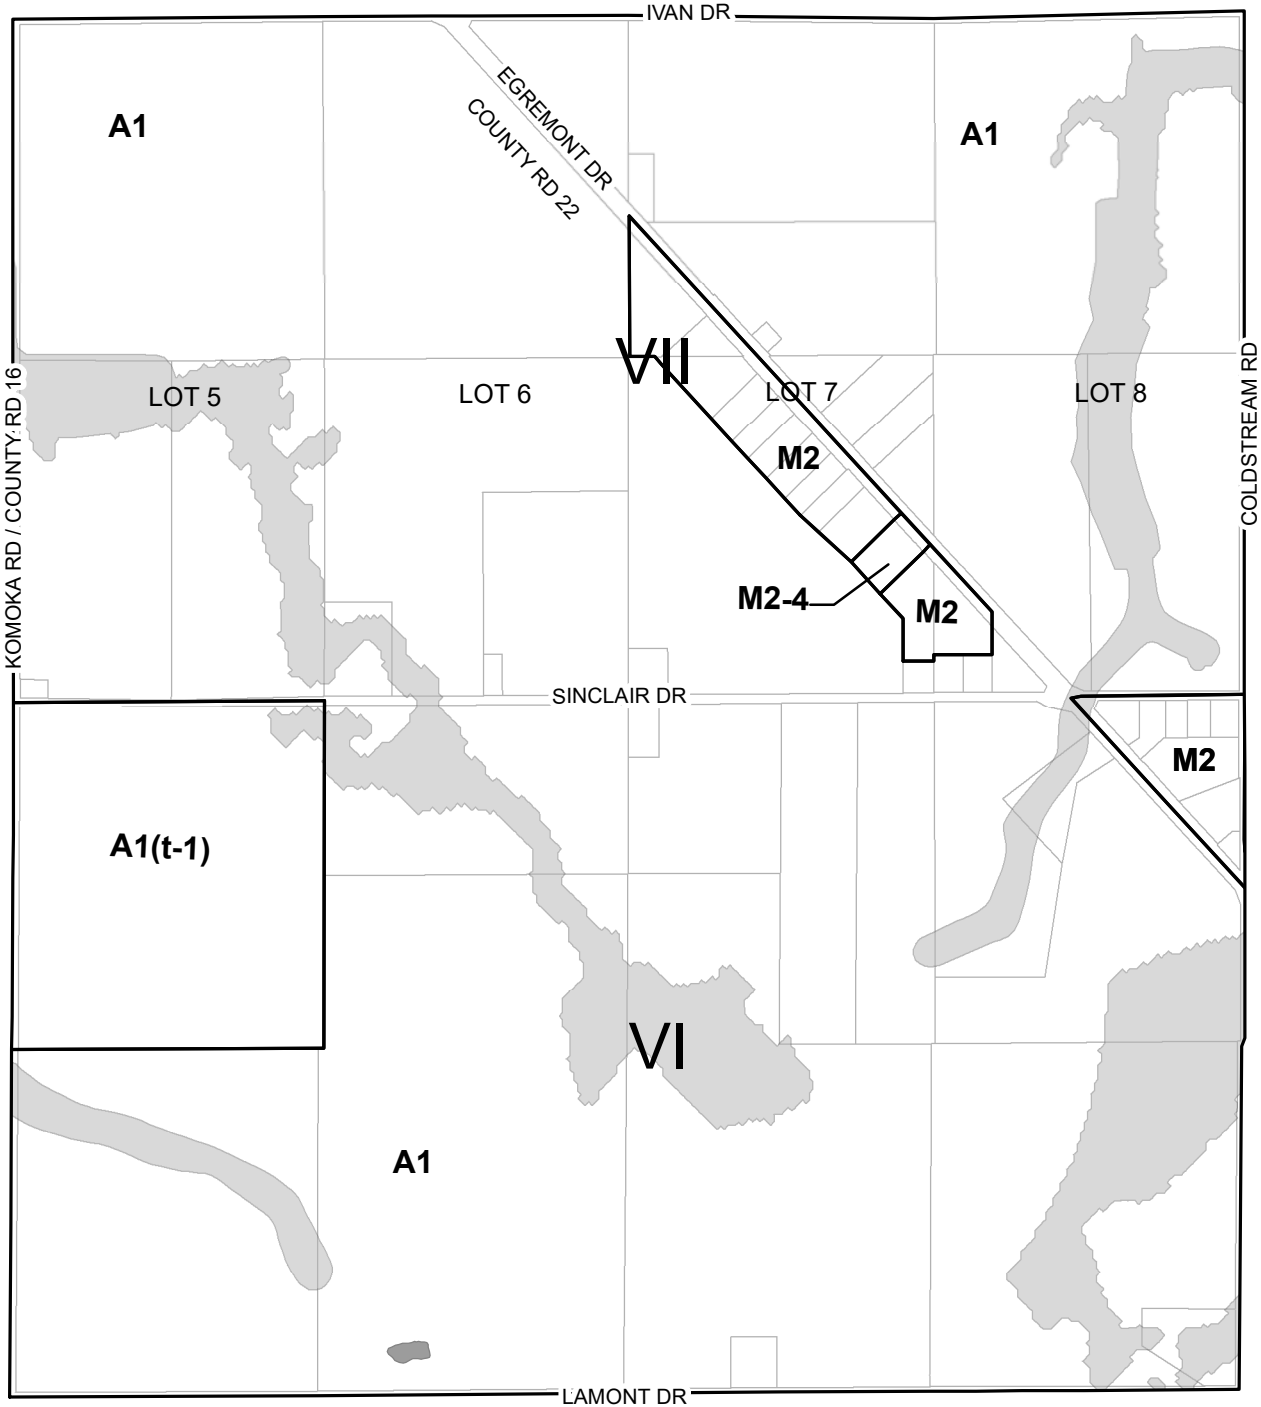 IVAN DR
EGREMONT DR
COUNTY RD 22
A1
A1
VII
KOMOKA RD / COUNTY RD 16
LOT 5
LOT 6
LOT 7
LOT 8
COLDSTREAM RD
M2
M2-4
M2
SINCLAIR DR
M2
A1(t-1)
VI
A1
LAMONT DR